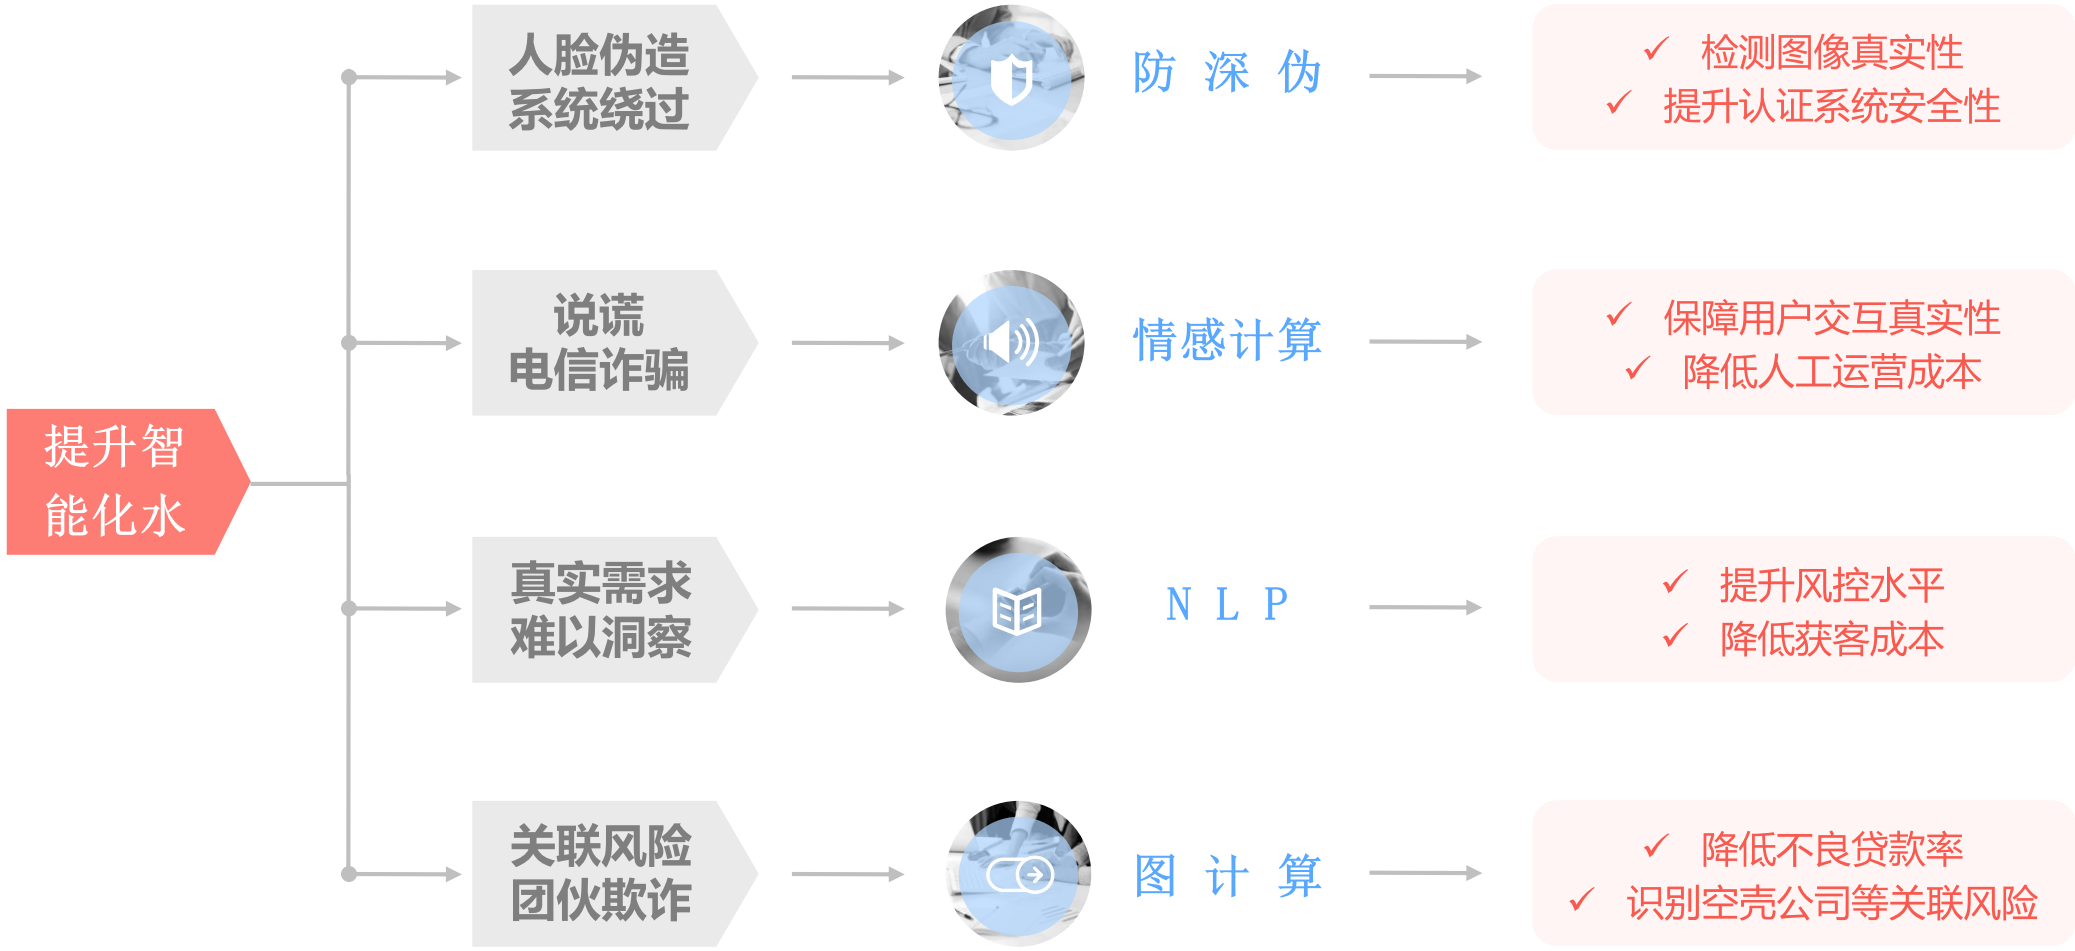 提升智
能化水
人脸伪造
系统绕过
防深伪
✓ 检测图像真实性
✓ 提升认证系统安全性
说谎
电信诈骗
情感计算
✓ 保障用户交互真实性
✓ 降低人工运营成本
真实需求
难以洞察
NLP
✓ 提升风控水平
✓ 降低获客成本
关联风险
团伙欺诈
图计算
✓ 降低不良贷款率
✓ 识别空壳公司等关联风险